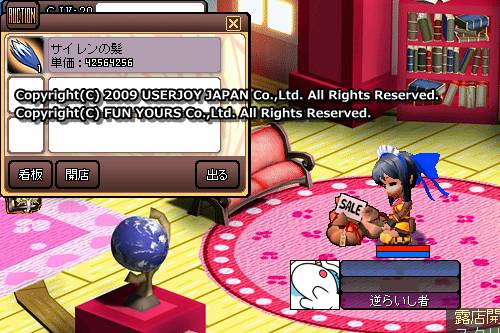 AUCTION
サイレンの髪
1
単価：42564256
Copyright(C) 2009 USERJOY JAPAN Co.,Ltd. All Rights Reserved.
Copyright(C) FUN YOURS Co.,Ltd. All Rights Reserved.
看板 開店 出る
SALE
逆らいし者
露店開